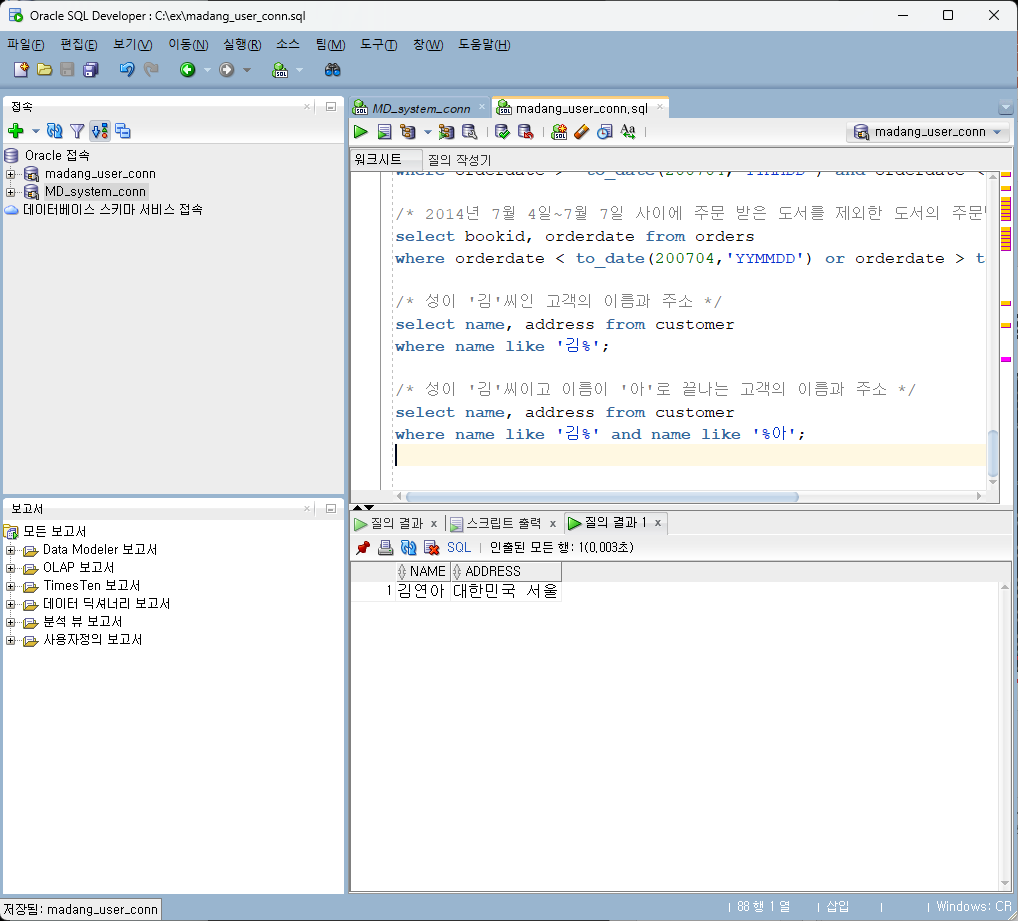 Oracle SQL Developer : C:\ex\madang_user_conn.sql
파일(F) 편집(E) 보기(V) 이동(N) 실행(R) 소스 팀(M) 도구(T) 창(W) 도움말(H)
접속
Oracle 접속
madang_user_conn
MD_system_conn
데이터베이스 스키마 서비스 접속
보고서
모든 보고서
Data Modeler 보고서
OLAP 보고서
TimesTen 보고서
데이터 딕셔너리 보고서
분석 뷰 보고서
사용자정의 보고서
MD_system_conn madang_user_conn.sql
madang_user_conn
워크시트 질의 작성기
where orderdate > to_date(200704,'YYMMDD') and orderdate <
/* 2014년 7월 4일~7월 7일 사이에 주문 받은 도서를 제외한 도서의 주문
select bookid, orderdate from orders
where orderdate < to_date(200704,'YYMMDD') or orderdate > t
/* 성이 '김'씨인 고객의 이름과 주소 */
select name, address from customer
where name like '김%';
/* 성이 '김'씨이고 이름이 '아'로 끝나는 고객의 이름과 주소 */
select name, address from customer
where name like '김%' and name like '%아';
질의 결과 x 스크립트 출력 x 질의 결과 1 x
SQL | 인출된 모든 행: 1(0.003초)
NAME ADDRESS
1 김연아 대한민국 서울
저장됨: madang_user_conn
88 행 1 열 | 삽입 | Windows: CR